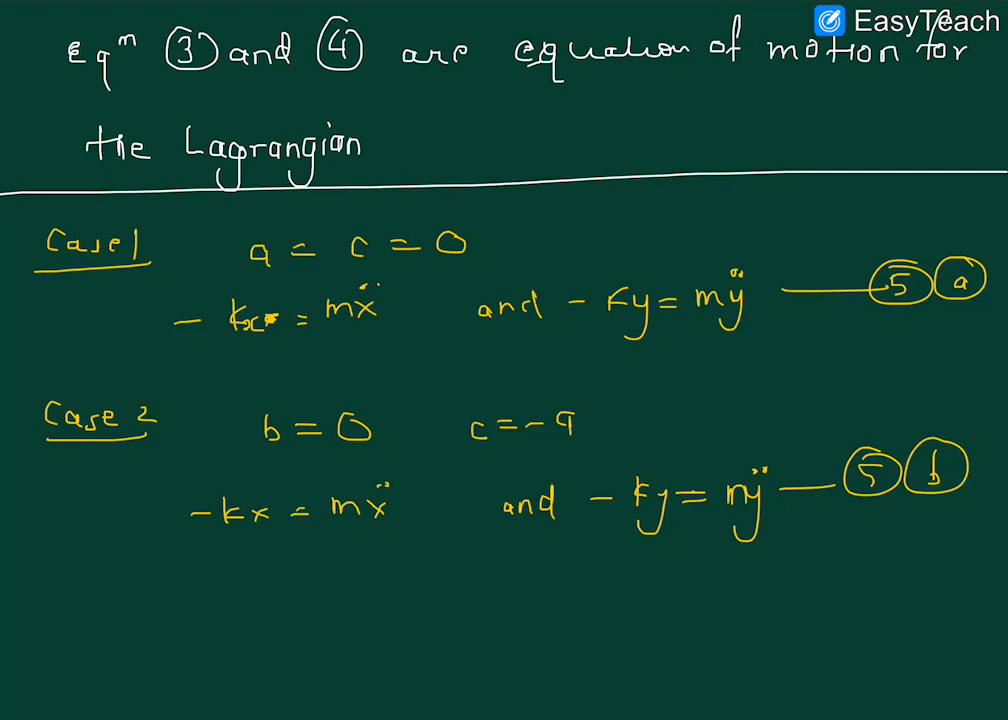 EasyTeach
Eqⁿ ③ and ④ are equation of motion for
the Lagrangian
Case 1 a = c = 0
- kx = mẍ and - ky = mÿ — ⑤ ⓐ
Case 2 b = 0 c = - a
- kx = mẍ and - ky = mÿ — ⑤ ⓑ